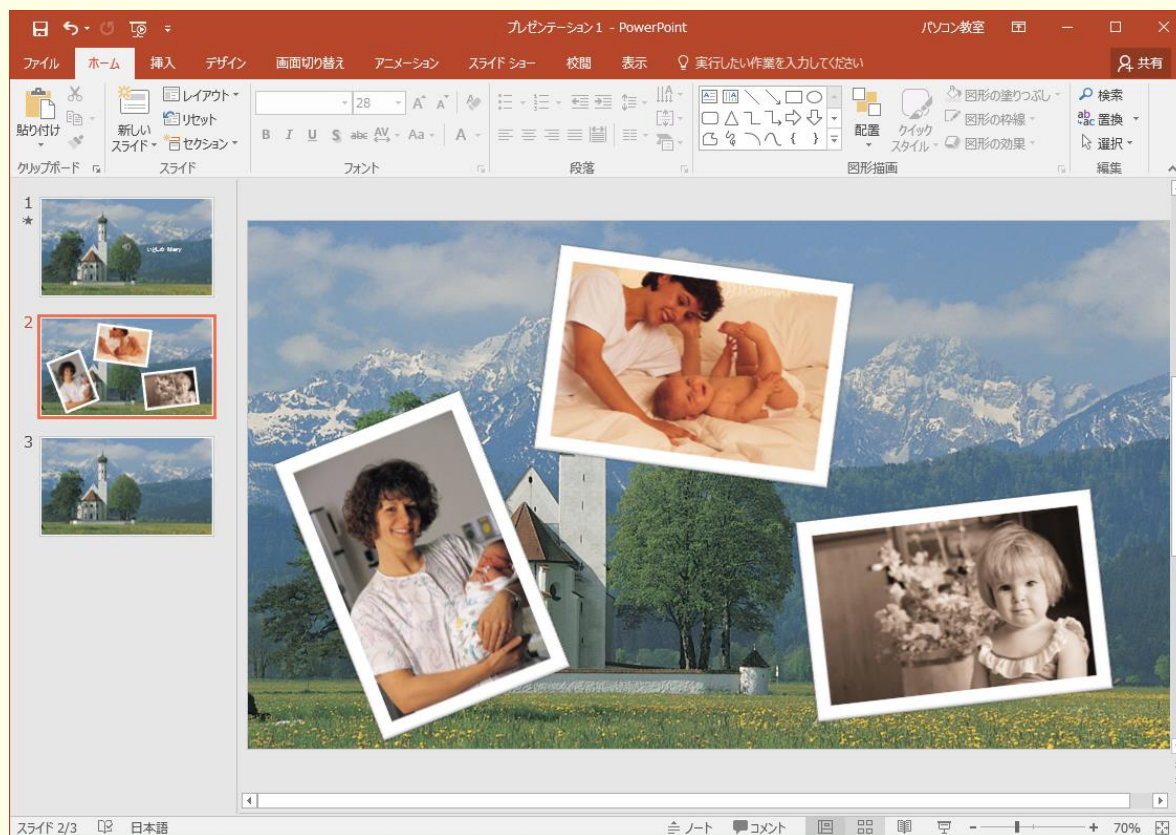 プレゼンテーション1 - PowerPoint
パソコン教室
ファイル ホーム 挿入 デザイン 画面切り替え アニメーション スライド ショー 校閲 表示 実行したい作業を入力してください 共有
貼り付け
新しい
スライド
レイアウト
リセット
セクション
28
B I U S abc AV Aa A
配置
クイック
スタイル
図形の塗りつぶし
図形の枠線
図形の効果
検索
置換
選択
クリップボード スライド フォント 段落 図形描画 編集
1
2
3
スライド 2/3 日本語 ノート コメント 70%